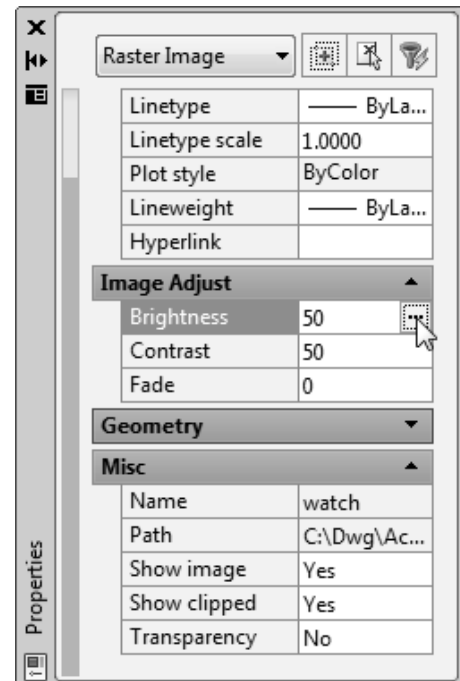 Raster Image
Linetype ByLa...
Linetype scale 1.0000
Plot style ByColor
Lineweight ByLa...
Hyperlink
Image Adjust
Brightness 50 ...
Contrast 50
Fade 0
Geometry
Misc
Name watch
Path C:\Dwg\Ac...
Show image Yes
Show clipped Yes
Transparency No
Properties